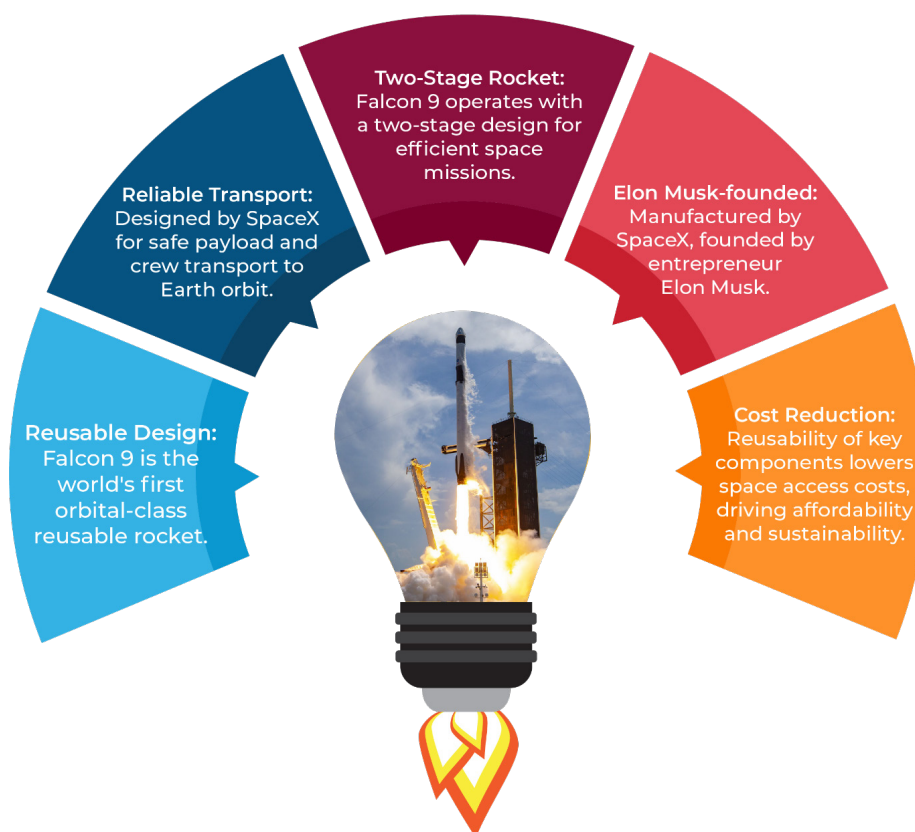 Reusable Design:
Falcon 9 is the
world's first
orbital-class
reusable rocket.
Reliable Transport:
Designed by SpaceX
for safe payload and
crew transport to
Earth orbit.
Two-Stage Rocket:
Falcon 9 operates with
a two-stage design for
efficient space
missions.
Elon Musk-founded:
Manufactured by
SpaceX, founded by
entrepreneur
Elon Musk.
Cost Reduction:
Reusability of key
components lowers
space access costs,
driving affordability
and sustainability.